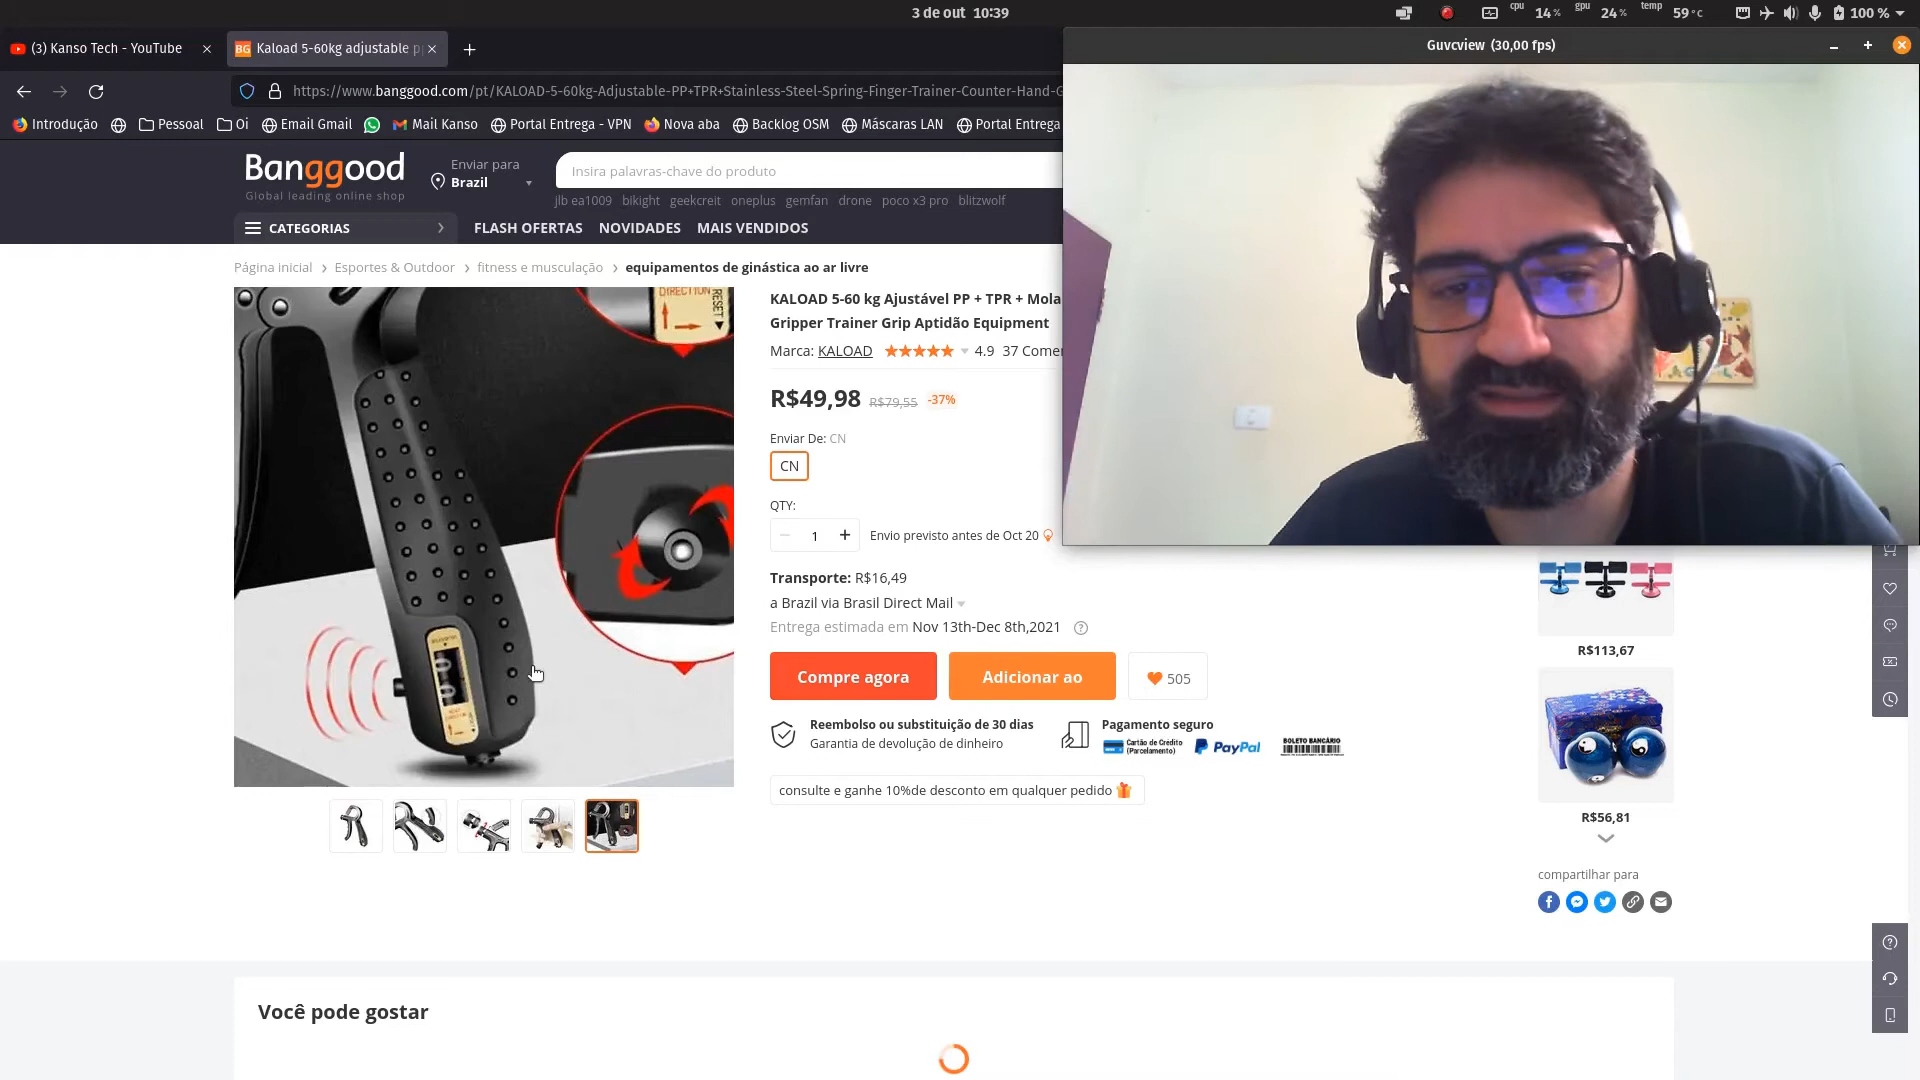 3 de out 10:39
cpu 14% gpu 24% temp 59°C 100 %
(3) Kanso Tech - YouTube
Kaload 5-60kg adjustable p
Guvcview (30,00 fps)
https://www.banggood.com/pt/KALOAD-5-60kg-Adjustable-PP+TPR+Stainless-Steel-Spring-Finger-Trainer-Counter-Hand-G
Introdução Pessoal Oi Email Gmail Mail Kanso Portal Entrega - VPN Nova aba Backlog OSM Máscaras LAN Portal Entrega
Banggood
Global leading online shop
Enviar para
Brazil
Insira palavras-chave do produto
jlb ea1009 bikight geekcreit oneplus gemfan drone poco x3 pro blitzwolf
CATEGORIAS FLASH OFERTAS NOVIDADES MAIS VENDIDOS
Página inicial Esportes & Outdoor fitness e musculação equipamentos de ginástica ao ar livre
DIRECTION
RESET
KALOAD 5-60 kg Ajustável PP + TPR + Mola
Gripper Trainer Grip Aptidão Equipment
Marca: KALOAD 4.9 37 Comer
R$49,98 R$79,55 -37%
Enviar De: CN
CN
QTY:
1 Envio previsto antes de Oct 20
Transporte: R$16,49
a Brazil via Brasil Direct Mail
Entrega estimada em Nov 13th-Dec 8th,2021
Compre agora Adicionar ao 505
Reembolso ou substituição de 30 dias
Garantia de devolução de dinheiro
Pagamento seguro
Cartão de Credito
(Parcelamento)
PayPal
BOLETO BANCÁRIO
consulte e ganhe 10%de desconto em qualquer pedido
R$113,67
R$56,81
compartilhar para
Você pode gostar